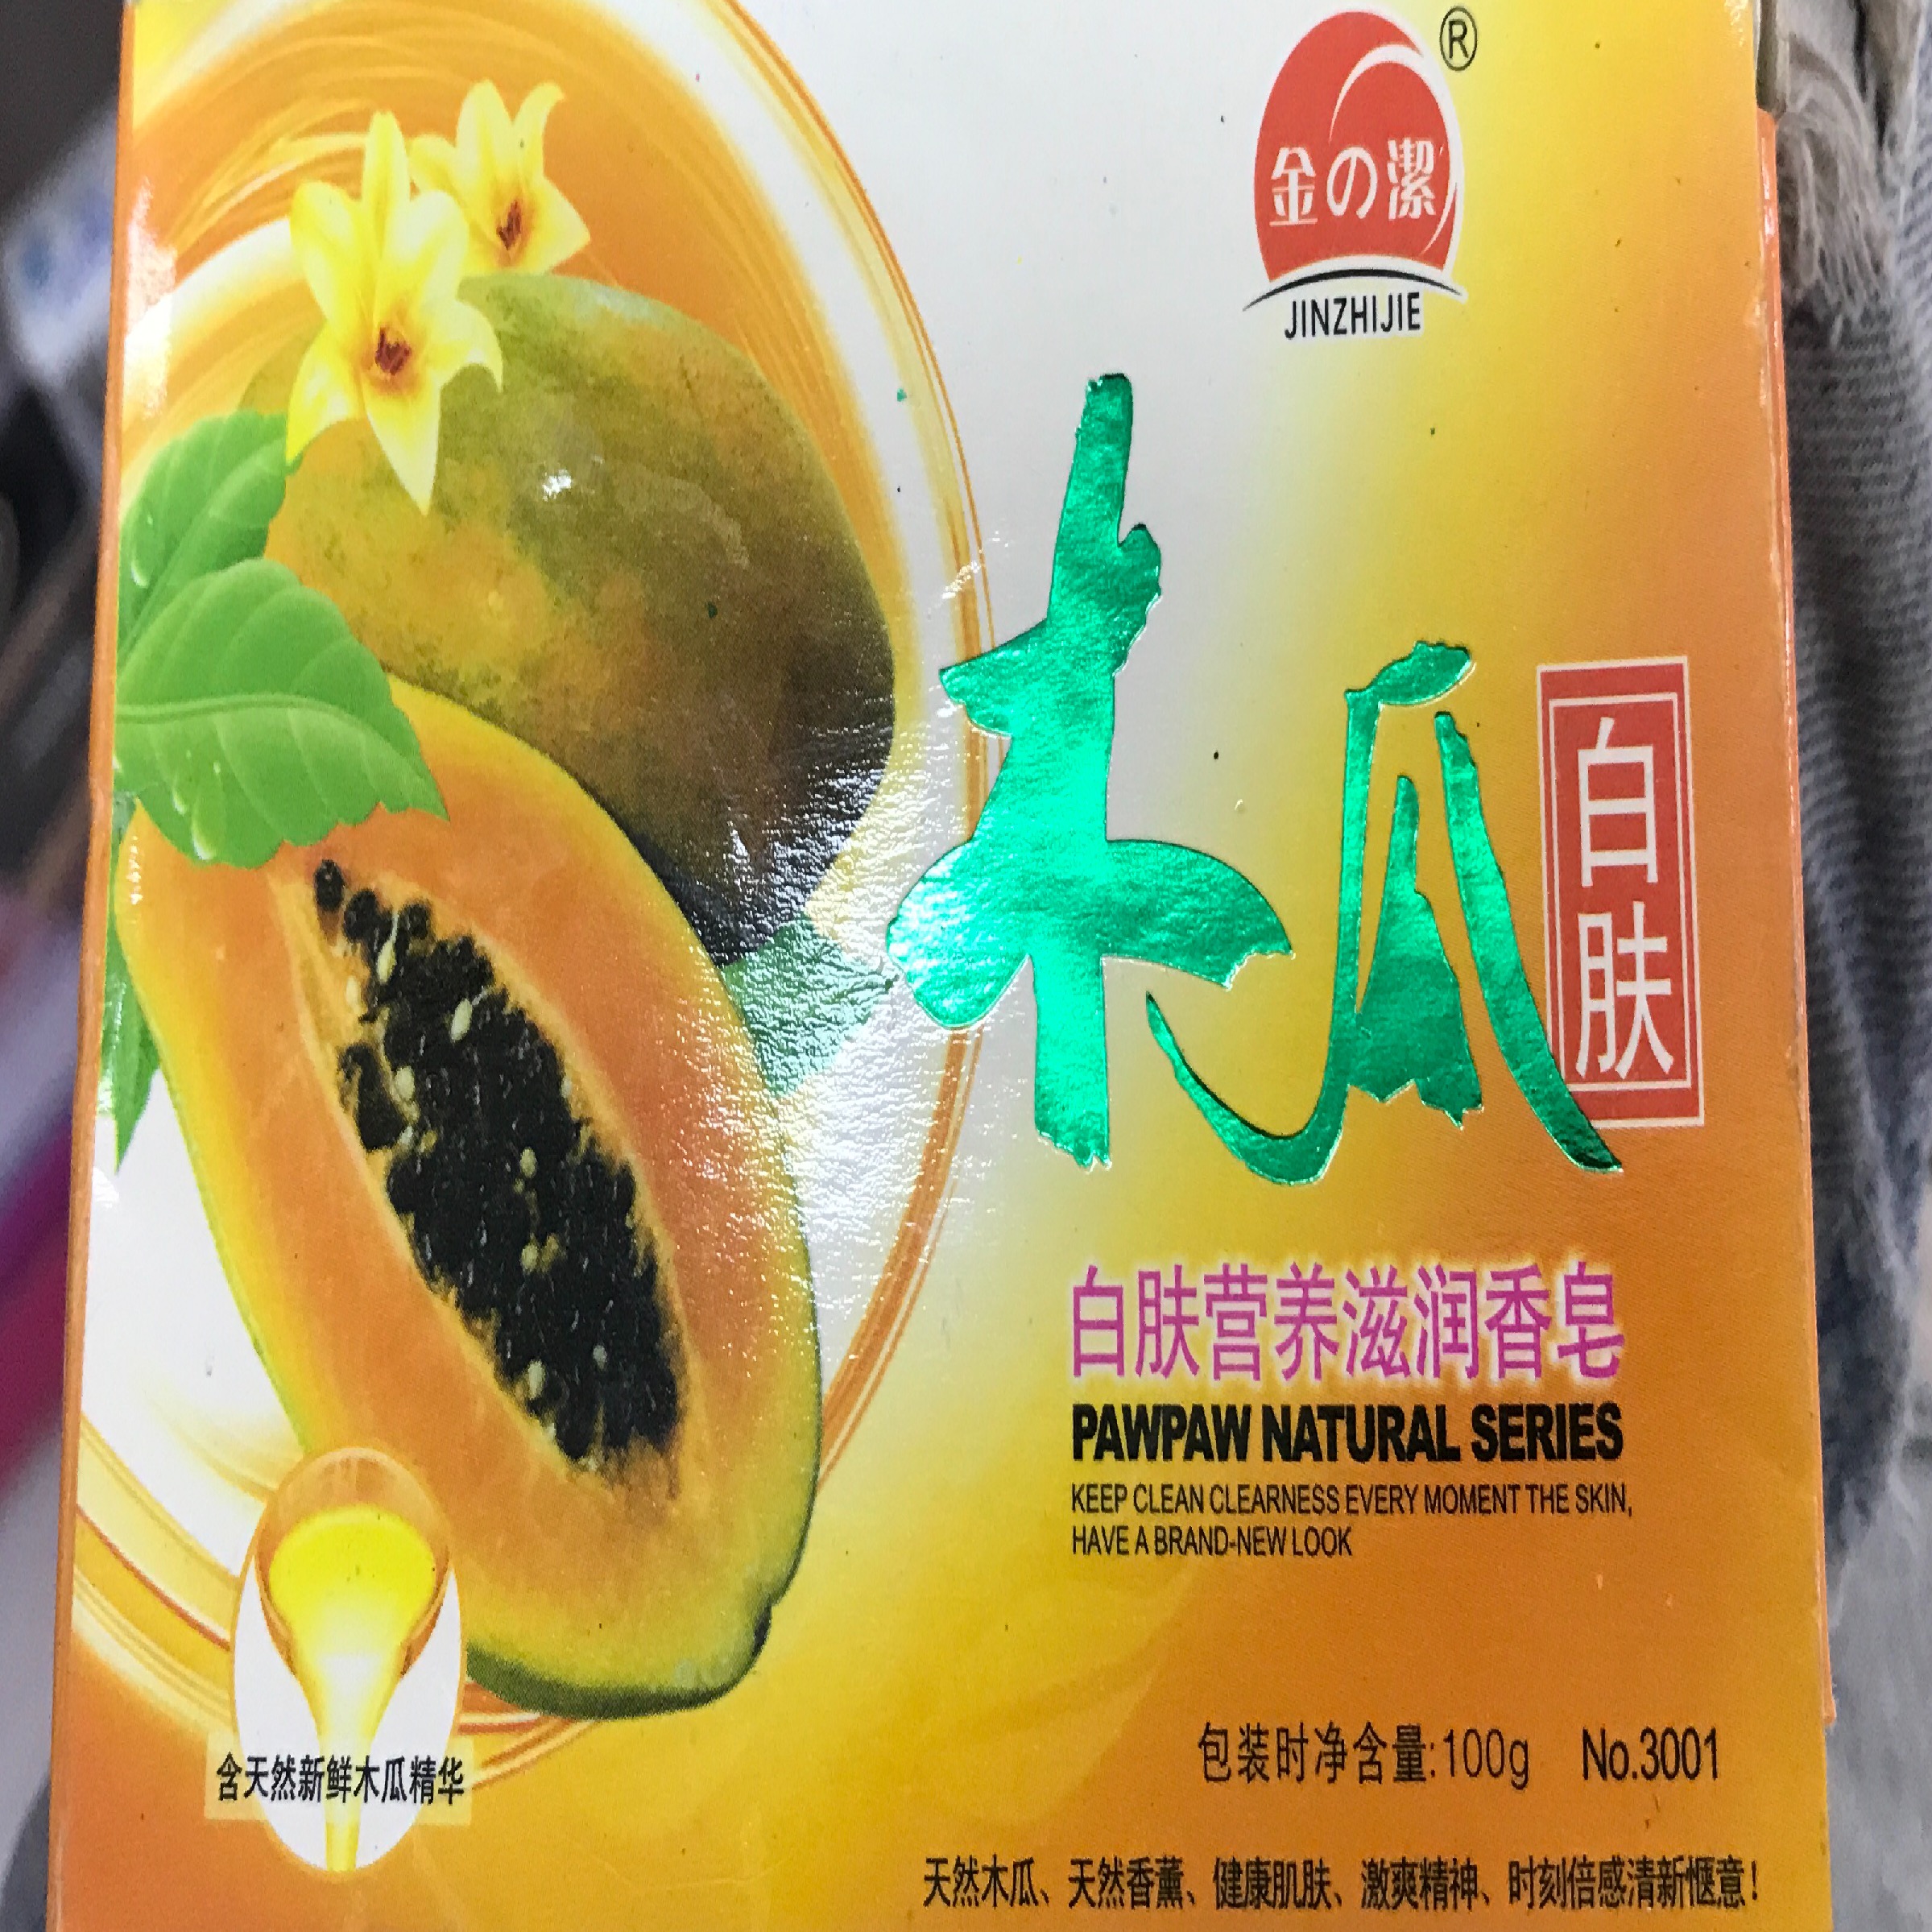 ®
金の潔
JINZHIJIE
木瓜
白肤
白肤营养滋润香皂
PAWPAW NATURAL SERIES
KEEP CLEAN CLEARNESS EVERY MOMENT THE SKIN,
HAVE A BRAND-NEW LOOK
含天然新鲜木瓜精华
包装时净含量:100g No.3001
天然木瓜、天然香薰、健康肌肤、激爽精神、时刻倍感清新惬意!